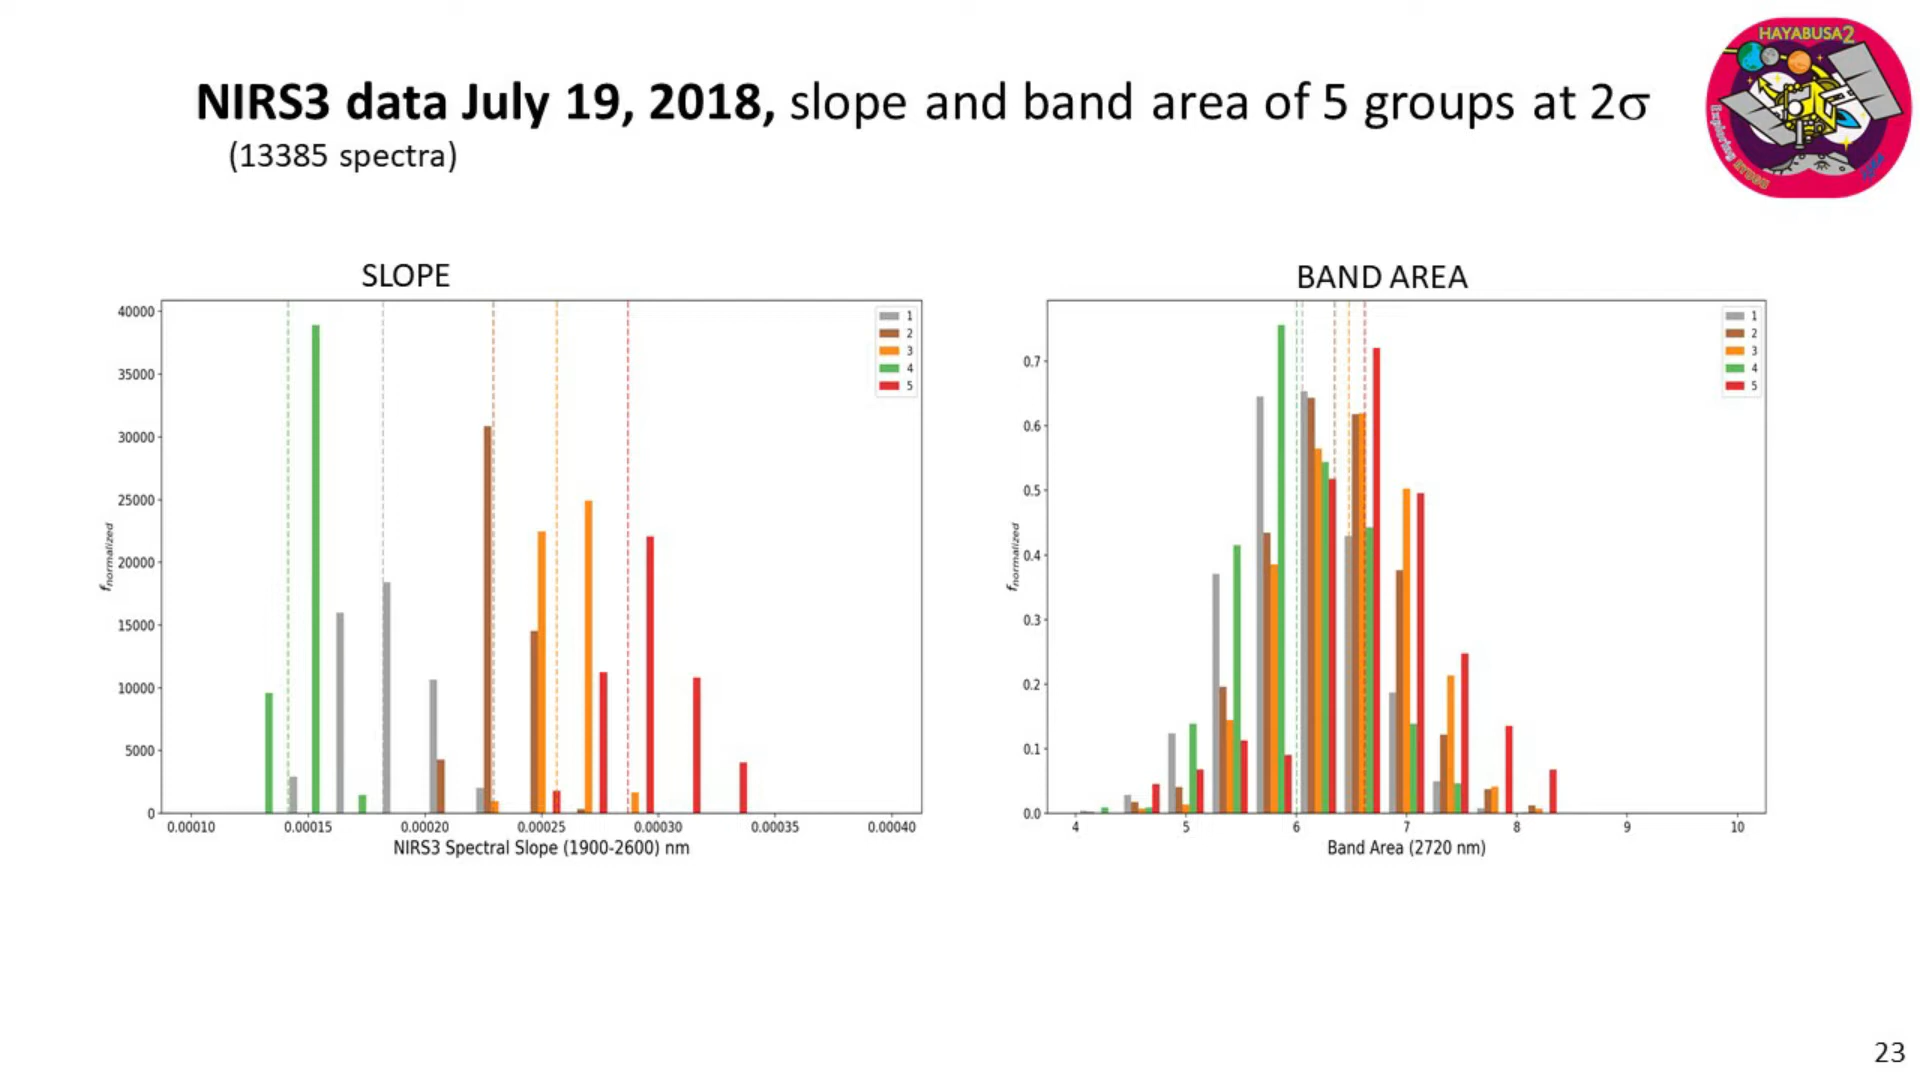 HAYABUSA2
Exploring RYUGU
NIRS3 data July 19, 2018, slope and band area of 5 groups at 2σ
(13385 spectra)
SLOPE
40000
35000
30000
25000
20000
15000
10000
5000
0
f_normalized
0.00010 0.00015 0.00020 0.00025 0.00030 0.00035 0.00040
NIRS3 Spectral Slope (1900-2600) nm
1
2
3
4
5
BAND AREA
0.7
0.6
0.5
0.4
0.3
0.2
0.1
0.0
f_normalized
4 5 6 7 8 9 10
Band Area (2720 nm)
1
2
3
4
5
23